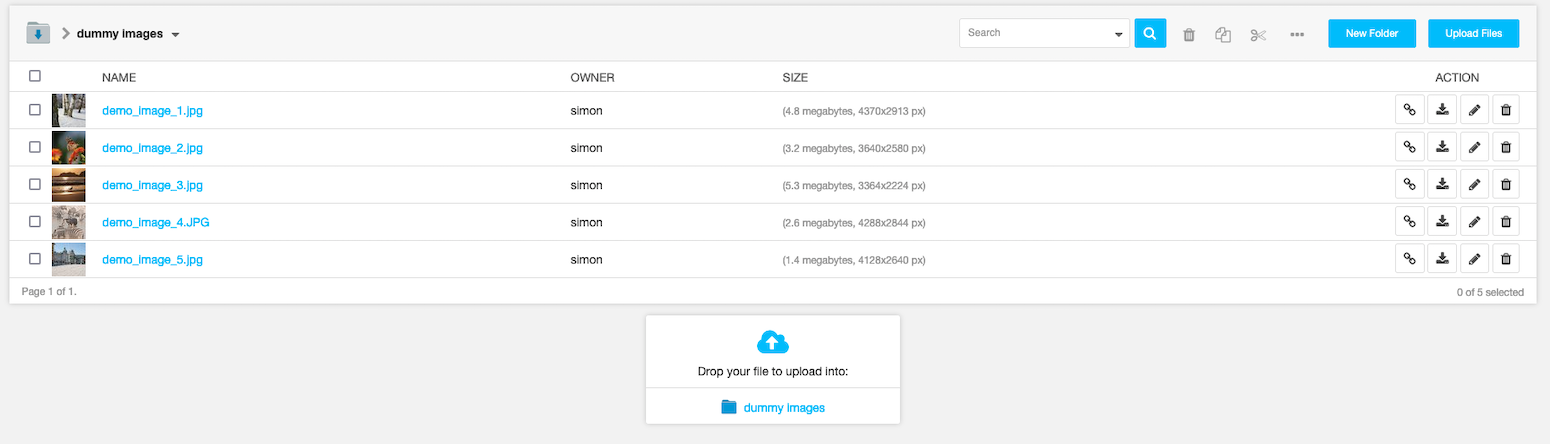 dummy images
Search
New Folder
Upload Files
NAME OWNER SIZE ACTION
demo_image_1.jpg simon (4.8 megabytes, 4370x2913 px)
demo_image_2.jpg simon (3.2 megabytes, 3640x2580 px)
demo_image_3.jpg simon (5.3 megabytes, 3364x2224 px)
demo_image_4.JPG simon (2.6 megabytes, 4288x2844 px)
demo_image_5.jpg simon (1.4 megabytes, 4128x2640 px)
Page 1 of 1. 0 of 5 selected
Drop your file to upload into:
dummy images